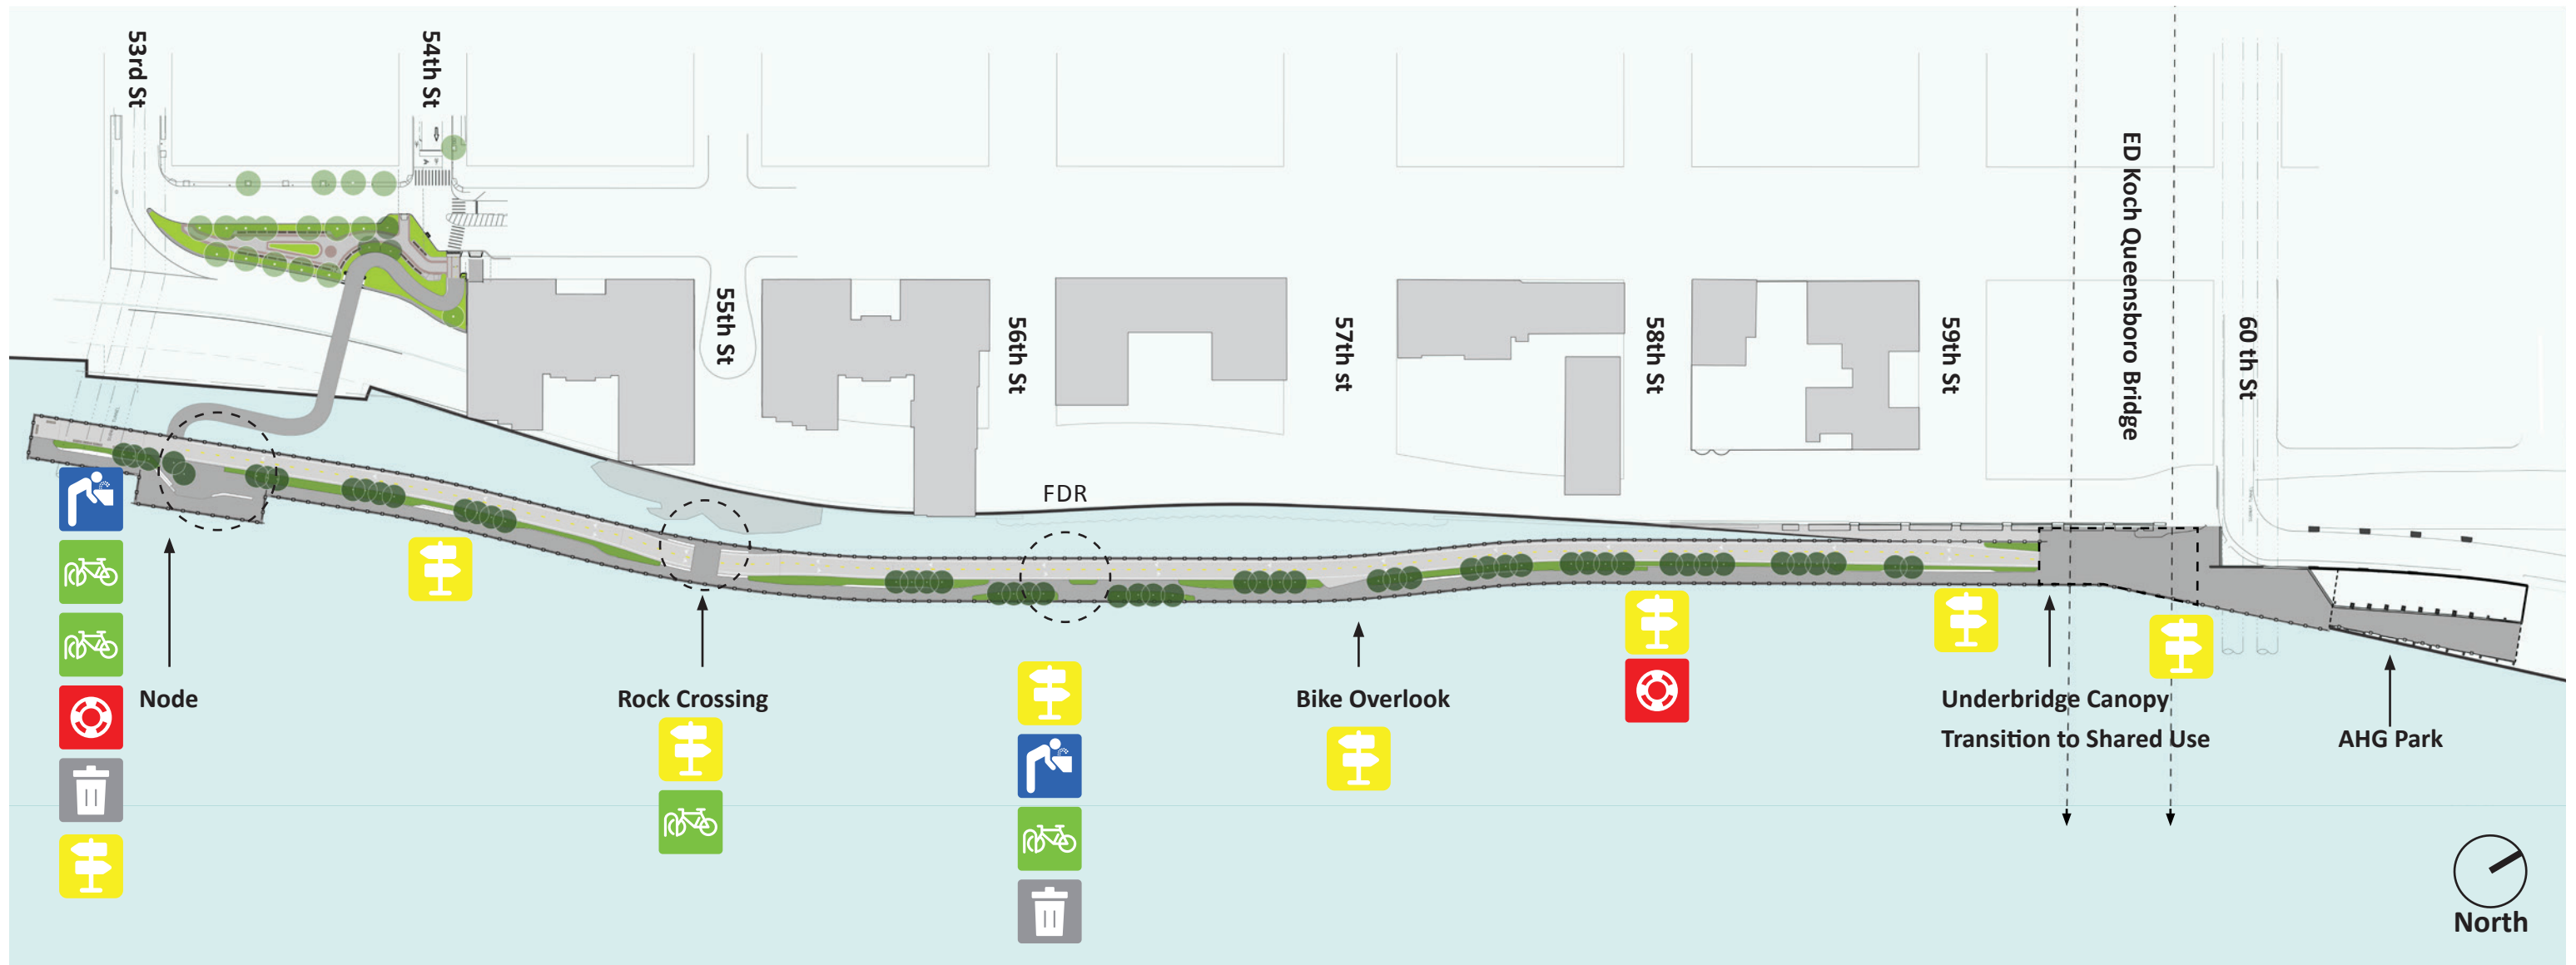 53rd St
54th St
55th St
56th St
57th st
58th St
59th St
ED Koch Queensboro Bridge
60 th St
FDR
Node
Rock Crossing
Bike Overlook
Underbridge Canopy
Transition to Shared Use
AHG Park
North